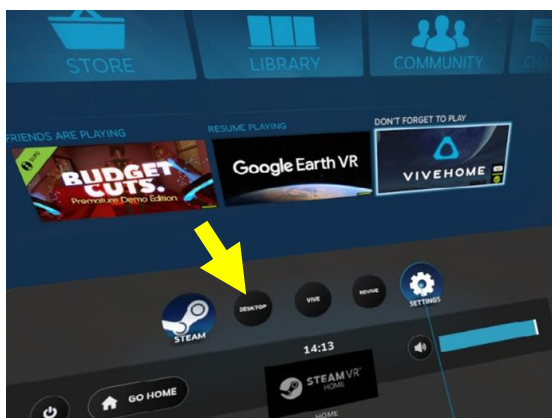 STORE
LIBRARY
COMMUNITY
FRIENDS ARE PLAYING
RESUME PLAYING
DON'T FORGET TO PLAY
BUDGET
CUTS.
Premature Demo Edition
Google Earth VR
VIVEHOME
DESKTOP
VIVE
REVIVE
STEAM
SETTINGS
14:13
GO HOME
STEAMVR
HOME
HOME